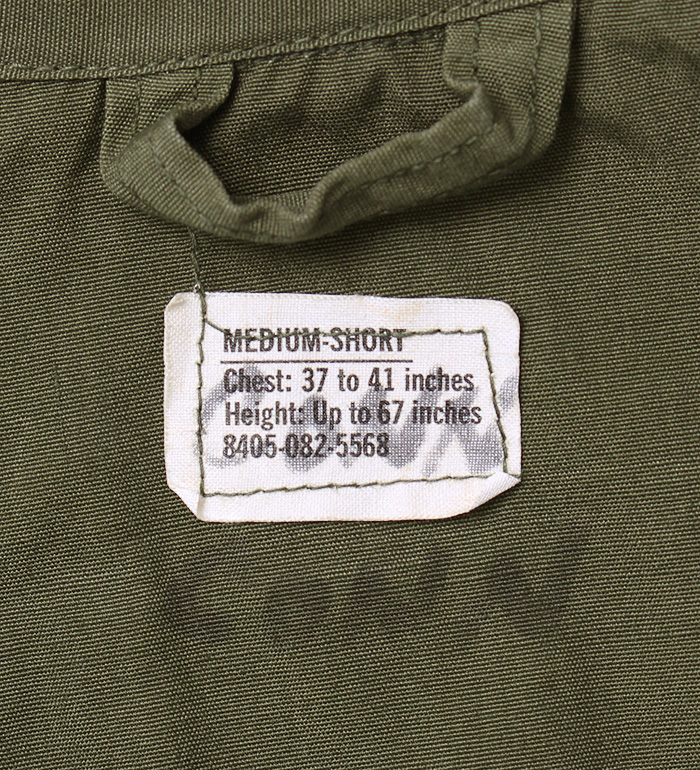 MEDIUM-SHORT
Chest: 37 to 41 inches
Height: Up to 67 inches
8405-082-5568